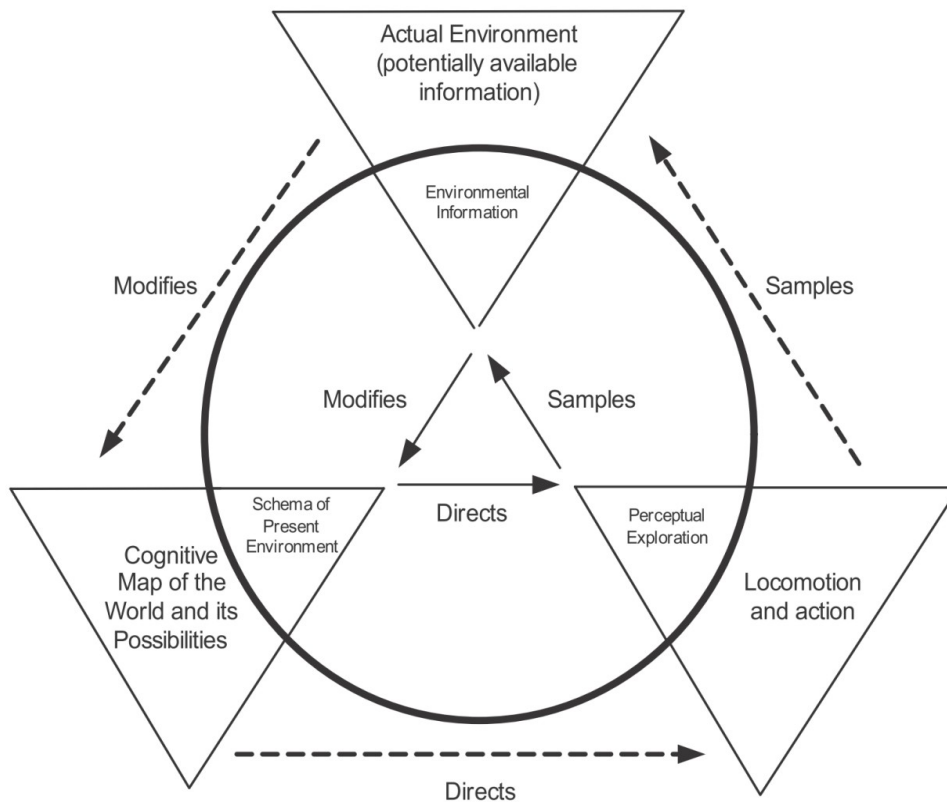 Actual Environment
(potentially available
information)
Environmental
Information
Modifies
Samples
Modifies
Samples
Directs
Schema of
Present
Environment
Cognitive
Map of the
World and its
Possibilities
Perceptual
Exploration
Locomotion
and action
Directs